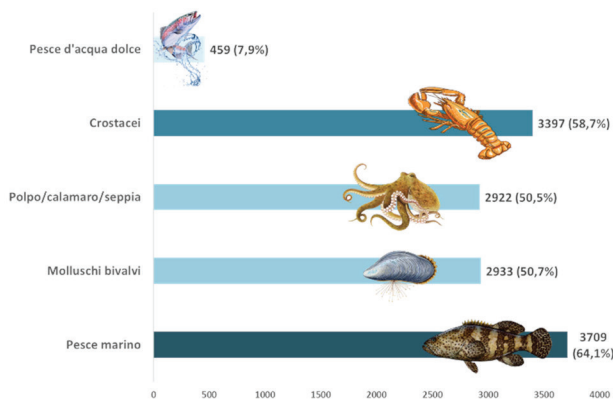 Pesce d'acqua dolce
459 (7,9%)
Crostacei
3397 (58,7%)
Polpo/calamaro/seppia
2922 (50,5%)
Molluschi bivalvi
2933 (50,7%)
Pesce marino
3709
(64,1%)
0 500 1000 1500 2000 2500 3000 3500 4000